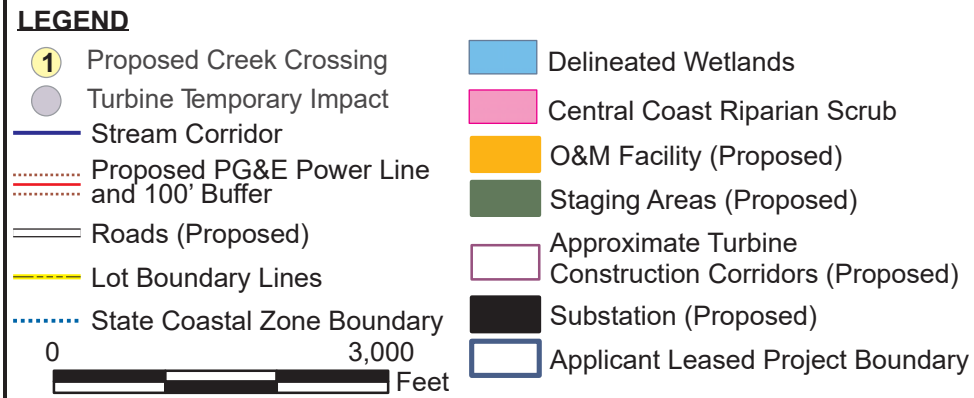 LEGEND
1 Proposed Creek Crossing
Turbine Temporary Impact
Stream Corridor
Proposed PG&E Power Line
and 100’ Buffer
Roads (Proposed)
Lot Boundary Lines
State Coastal Zone Boundary
0 3,000
Feet
Delineated Wetlands
Central Coast Riparian Scrub
O&M Facility (Proposed)
Staging Areas (Proposed)
Approximate Turbine
Construction Corridors (Proposed)
Substation (Proposed)
Applicant Leased Project Boundary